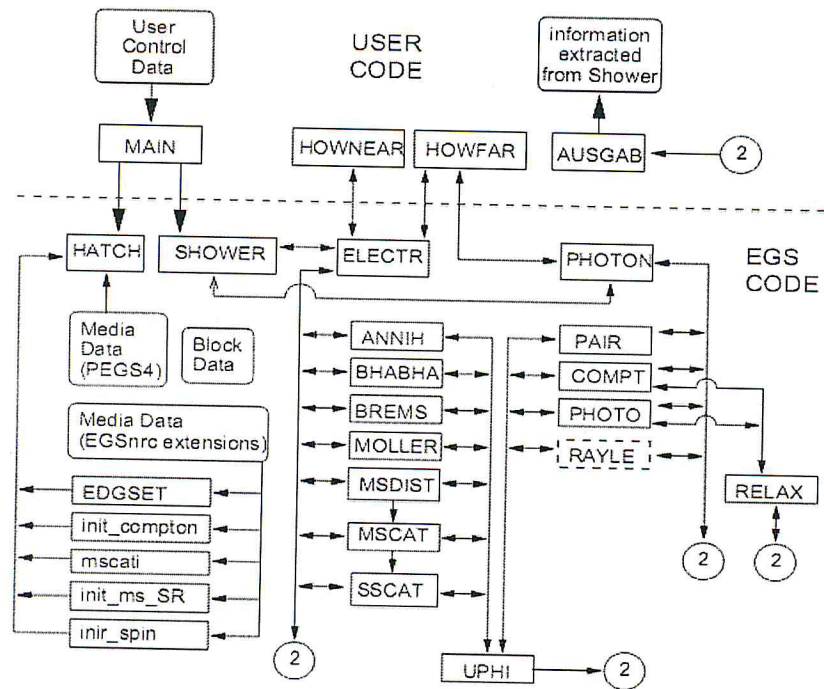 User
Control
Data
USER
CODE
information
extracted
from Shower
MAIN
HOWNEAR
HOWFAR
AUSGAB
2
HATCH
SHOWER
ELECTR
PHOTON
EGS
CODE
Media
Data
(PEGS4)
Block
Data
ANNIH
PAIR
BHABHA
COMPT
Media Data
(EGSnrc extensions)
BREMS
PHOTO
MOLLER
RAYLE
EDGSET
MSDIST
RELAX
init_compton
MSCAT
mscati
2
2
init_ms_SR
SSCAT
inir_spin
2
UPHI
2